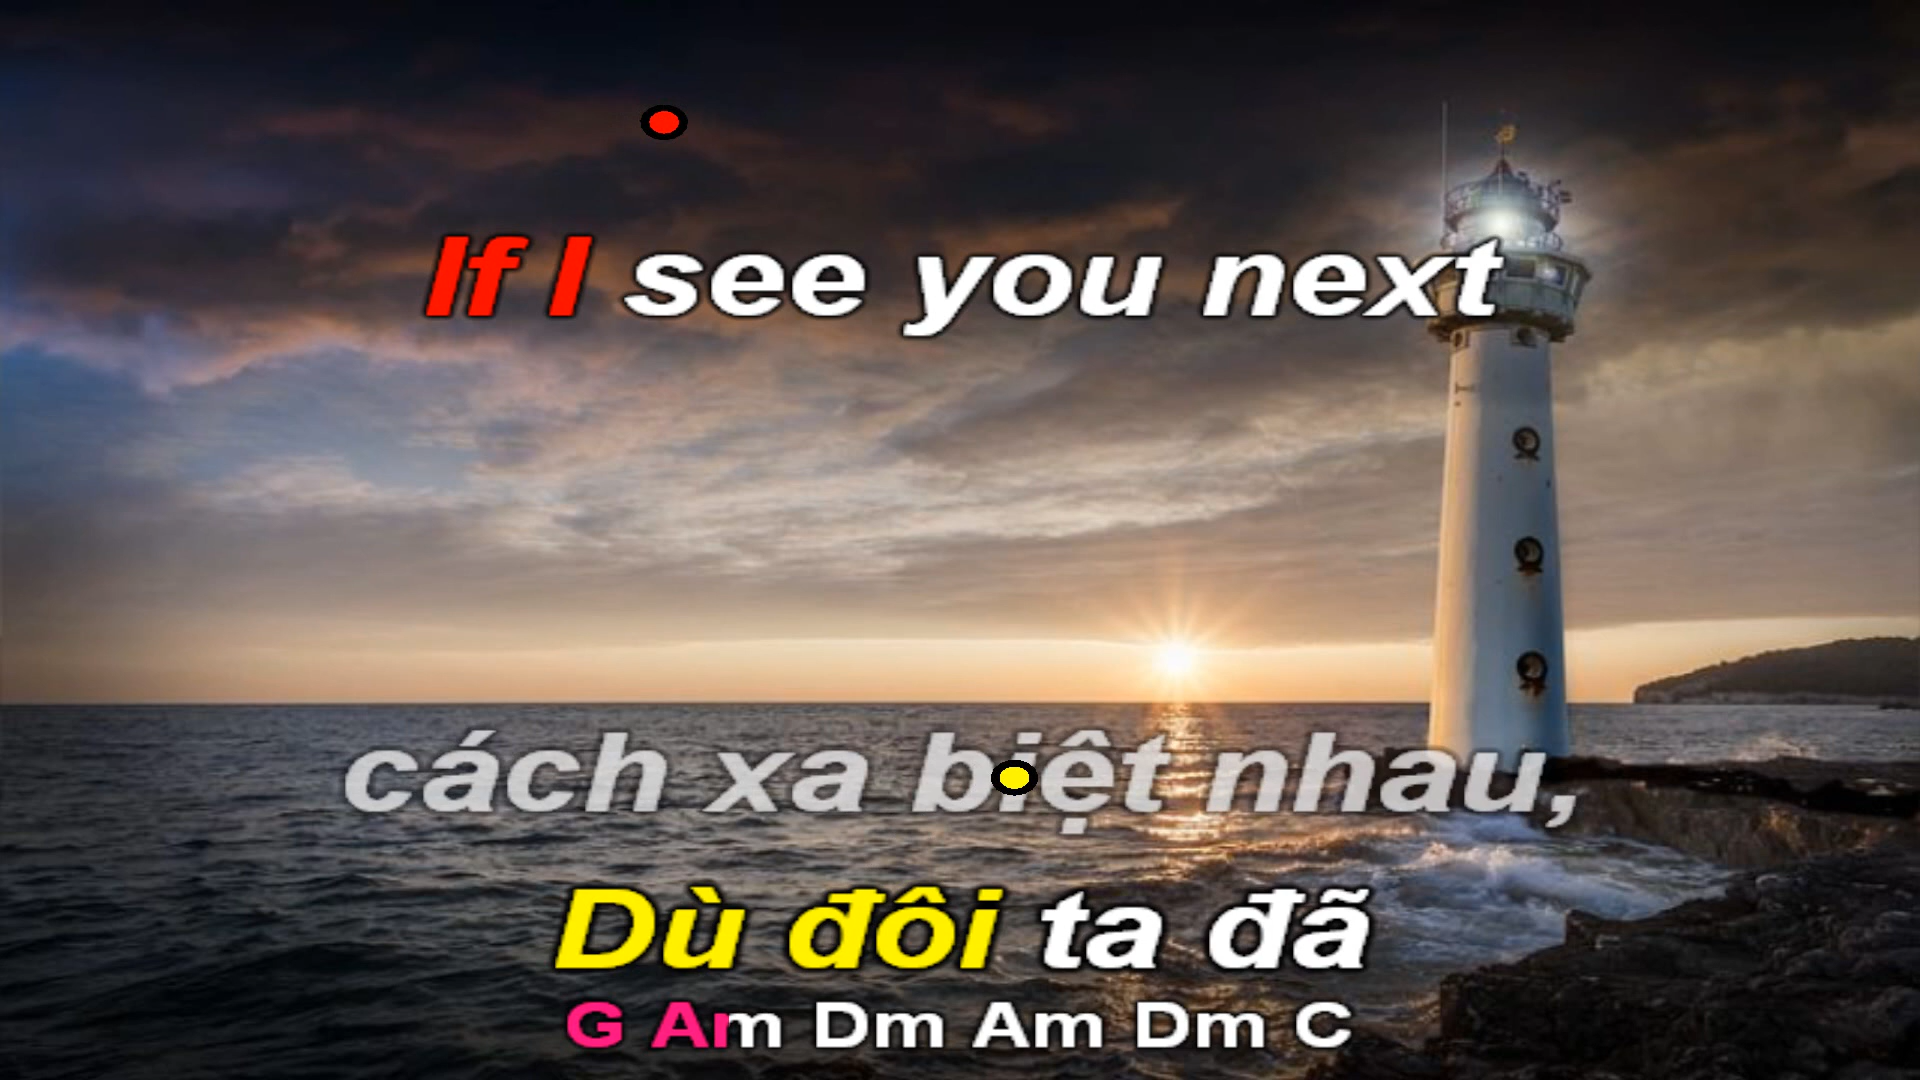 If I see you next
cách xa biệt nhau,
Dù đôi ta đã
G Am Dm Am Dm C